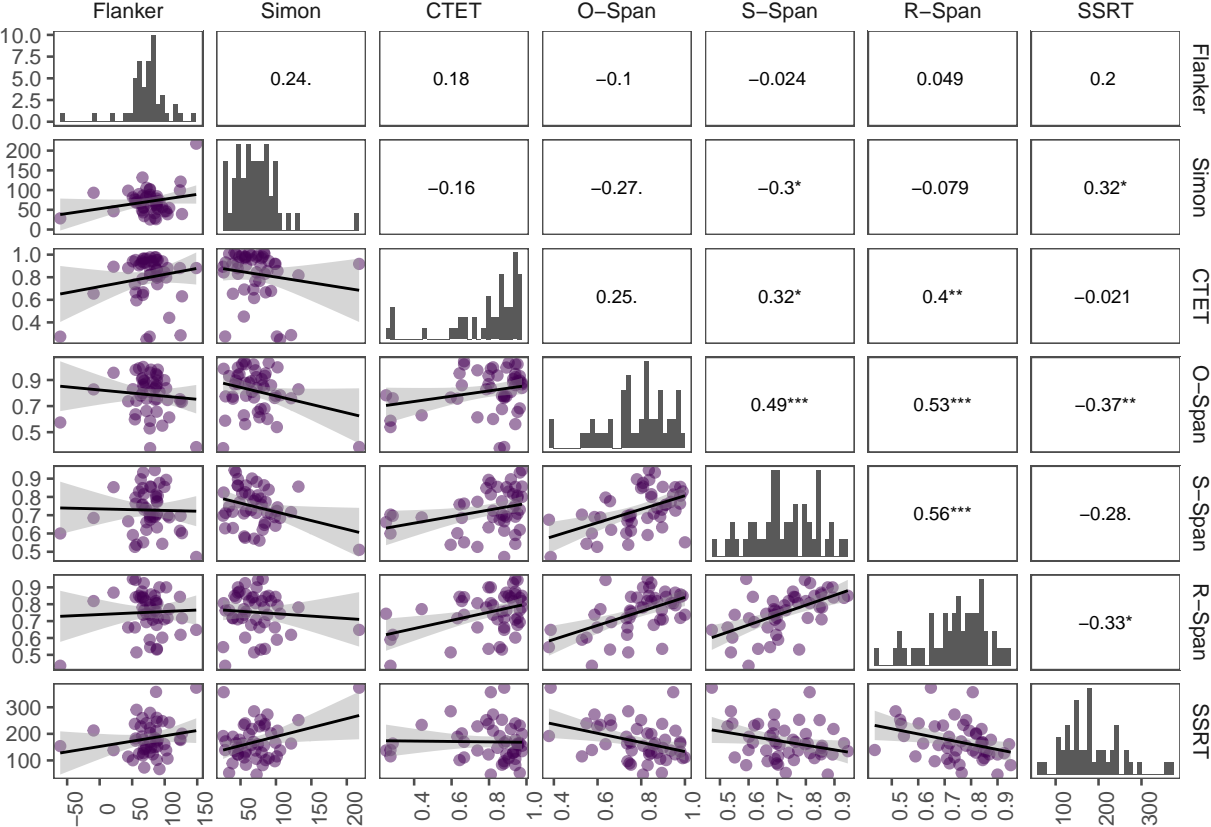 Flanker Simon CTET O−Span S−Span R−Span SSRT
10.0
7.5
5.0
2.5
0.0
0.24. 0.18 −0.1 −0.024 0.049 0.2
Flanker
200
150
100
50
0
−0.16 −0.27. −0.3* −0.079 0.32*
Simon
1.0
0.8
0.6
0.4
0.25. 0.32* 0.4** −0.021
CTET
0.9
0.7
0.5
0.49*** 0.53*** −0.37**
O−Span
0.9
0.8
0.7
0.6
0.5
0.56*** −0.28.
S−Span
0.9
0.8
0.7
0.6
0.5
−0.33*
R−Span
300
200
100
SSRT
−50 0 50 100 150 50 100 150 200 0.4 0.6 0.8 1.0 0.4 0.6 0.8 1.0 0.5 0.6 0.7 0.8 0.9 0.5 0.6 0.7 0.8 0.9 100 200 300